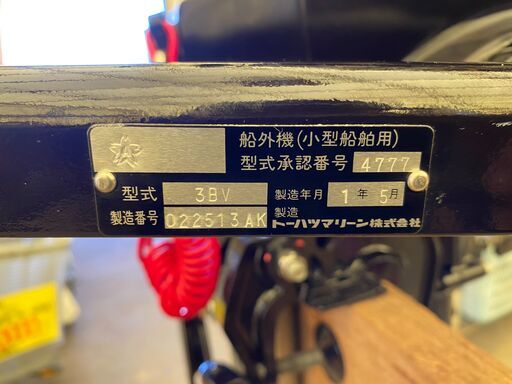 船外機(小型船舶用)
型式承認番号 4777
型式 3BV
製造年月 1年 5月
製造番号 022513AK
製造
トーハツマリーン株式会社